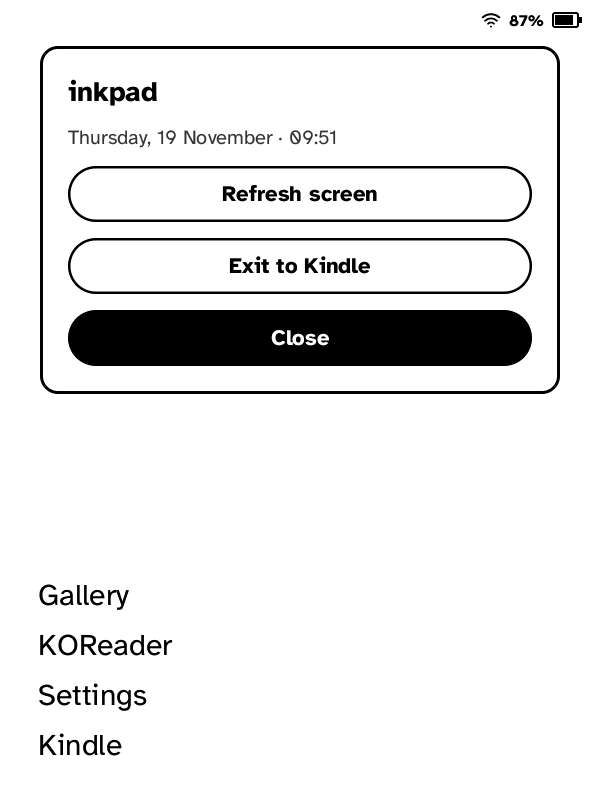 87%
inkpad
Thursday, 19 November · 09:51
Refresh screen
Exit to Kindle
Close
Gallery
KOReader
Settings
Kindle